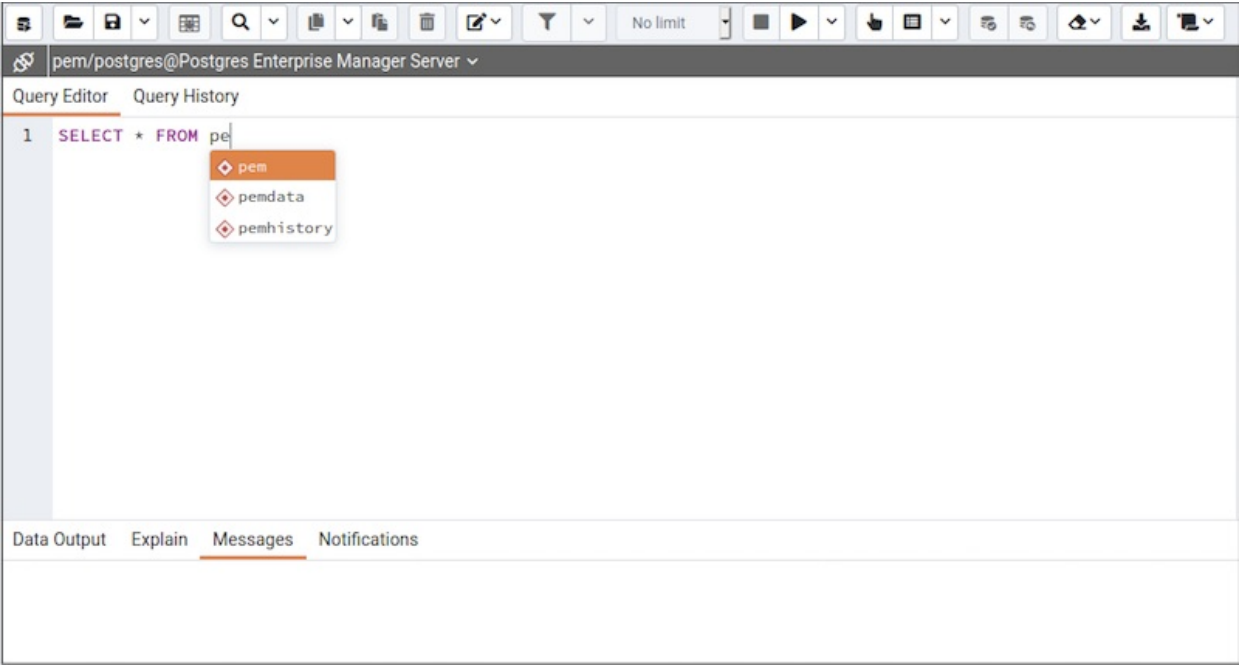 No limit
pem/postgres@Postgres Enterprise Manager Server
Query Editor Query History
1 SELECT * FROM pe
pem
pemdata
pemhistory
Data Output Explain Messages Notifications